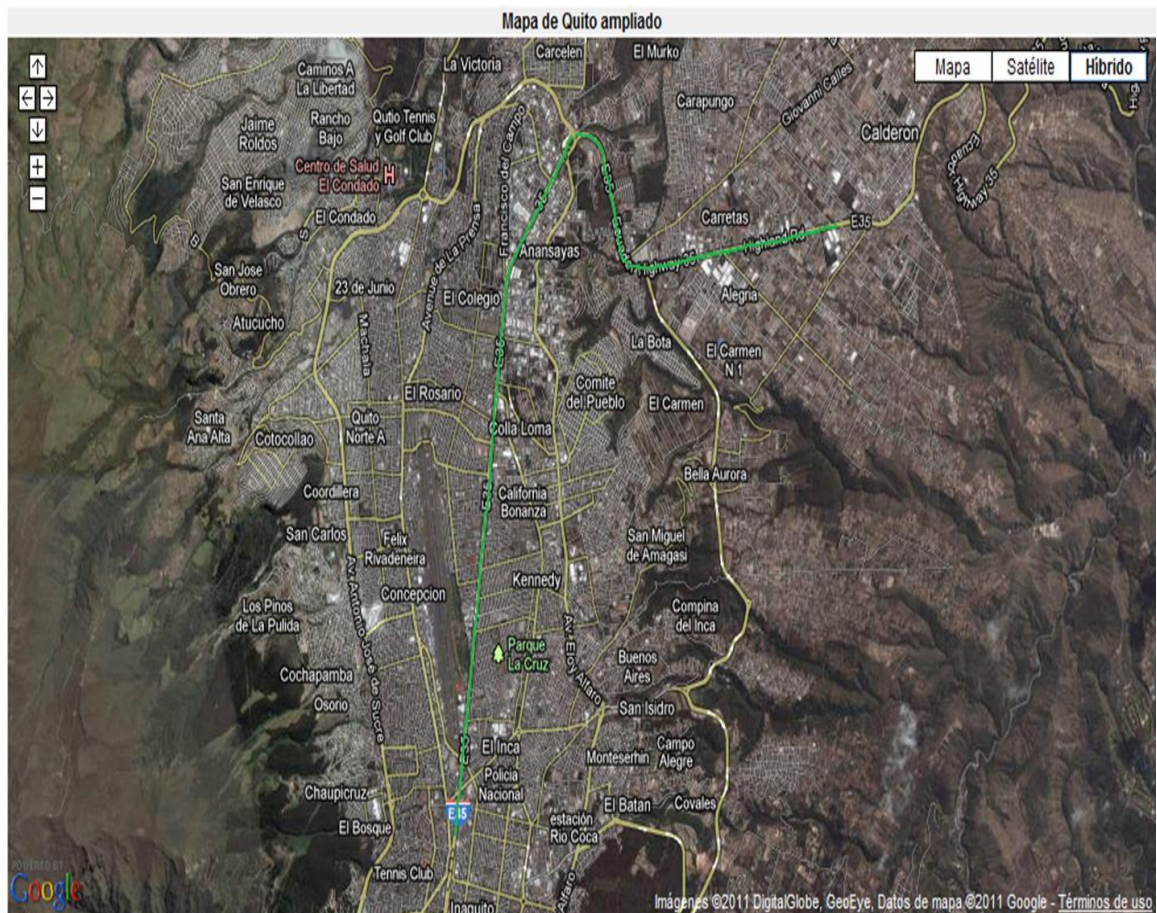 Mapa de Quito ampliado
Mapa
Satélite
Híbrido
Carcelen
El Murko
La Victoria
Caminos A
La Libertad
Giovanni Calles
Carapungo
Rancho
Bajo
Jaime
Roldos
Qutio Tennis
y Golf Club
Calderon
Francisco del Campo
Centro de Salud
El Condado
H
San Enrique
de Velasco
E35
El Condado
35
Carretas
E35
Avenue de La Prensa
Anansayas
Highland Rd
San Jose
Obrero
23 de Junio
El Colegio
Alegria
Atucucho
Machala
La Bota
El Carmen
N 1
E35
El Rosario
Comite
del Pueblo
El Carmen
Santa
Ana Alta
Quito
Norte A
Cotocollao
Colla Loma
Bella Aurora
Coordillera
E35
California
Bonanza
San Carlos
Felix
Rivadeneira
San Miguel
de Amagasi
Kennedy
Concepcion
Av. Antonio José de Sucre
Los Pinos
de La Pulida
Compina
del Inca
Av. Eloy Alfaro
Parque
La Cruz
Buenos
Aires
Cochapamba
Osorio
San Isidro
El Inca
Monteserhin
Campo
Alegre
Policia
Nacional
Chaupicruz
El Batan
Covales
El Bosque
estación
Rio Coca
Tennis Club
Alfaro
Inaquito
POWERED BY
Google
Imágenes ©2011 DigitalGlobe, GeoEye, Datos de mapa ©2011 Google - Términos de uso